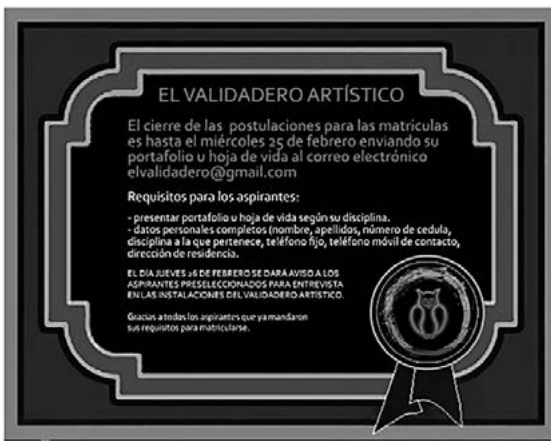 EL VALIDADERO ARTÍSTICO
El cierre de las postulaciones para las matriculas
es hasta el miércoles 25 de febrero enviando su
portafolio u hoja de vida al correo electrónico
elvalidadero@gmail.com
Requisitos para los aspirantes:
- presentar portafolio u hoja de vida según su disciplina.
- datos personales completos (nombre, apellidos, número de cedula,
disciplina a la que pertenece, teléfono fijo, teléfono móvil de contacto,
dirección de residencia.
EL DÍA JUEVES 26 DE FEBRERO SE DARÁ AVISO A LOS
ASPIRANTES PRESELECCIONADOS PARA ENTREVISTA
EN LAS INSTALACIONES DEL VALIDADERO ARTÍSTICO.
Gracias a todos los aspirantes que ya mandaron
sus requisitos para matricularse.